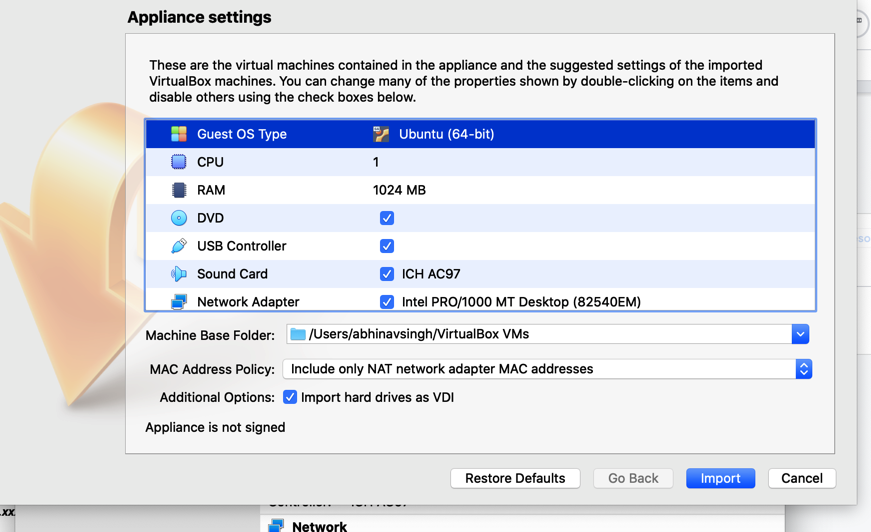 Appliance settings
These are the virtual machines contained in the appliance and the suggested settings of the imported
VirtualBox machines. You can change many of the properties shown by double-clicking on the items and
disable others using the check boxes below.
Guest OS Type Ubuntu (64-bit)
CPU 1
RAM 1024 MB
DVD
USB Controller
Sound Card ICH AC97
Network Adapter Intel PRO/1000 MT Desktop (82540EM)
Machine Base Folder: /Users/abhinavsingh/VirtualBox VMs
MAC Address Policy: Include only NAT network adapter MAC addresses
Additional Options: Import hard drives as VDI
Appliance is not signed
Restore Defaults Go Back Import Cancel
Network